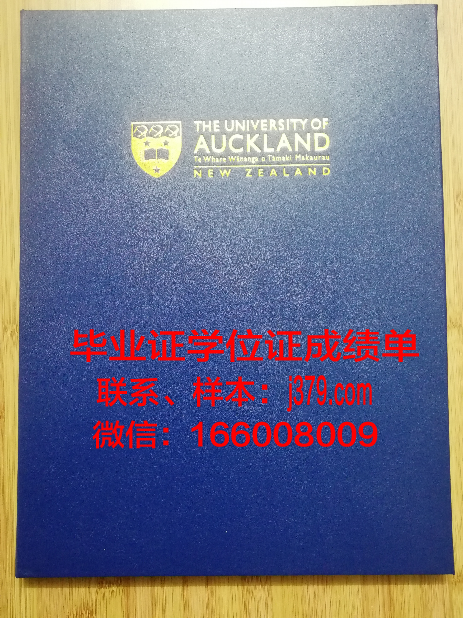 THE UNIVERSITY OF
AUCKLAND
Te Whare Wānanga o Tāmaki Makaurau
NEW ZEALAND
毕业证学位证成绩单
联系、样本：j379.com
微信：166008009